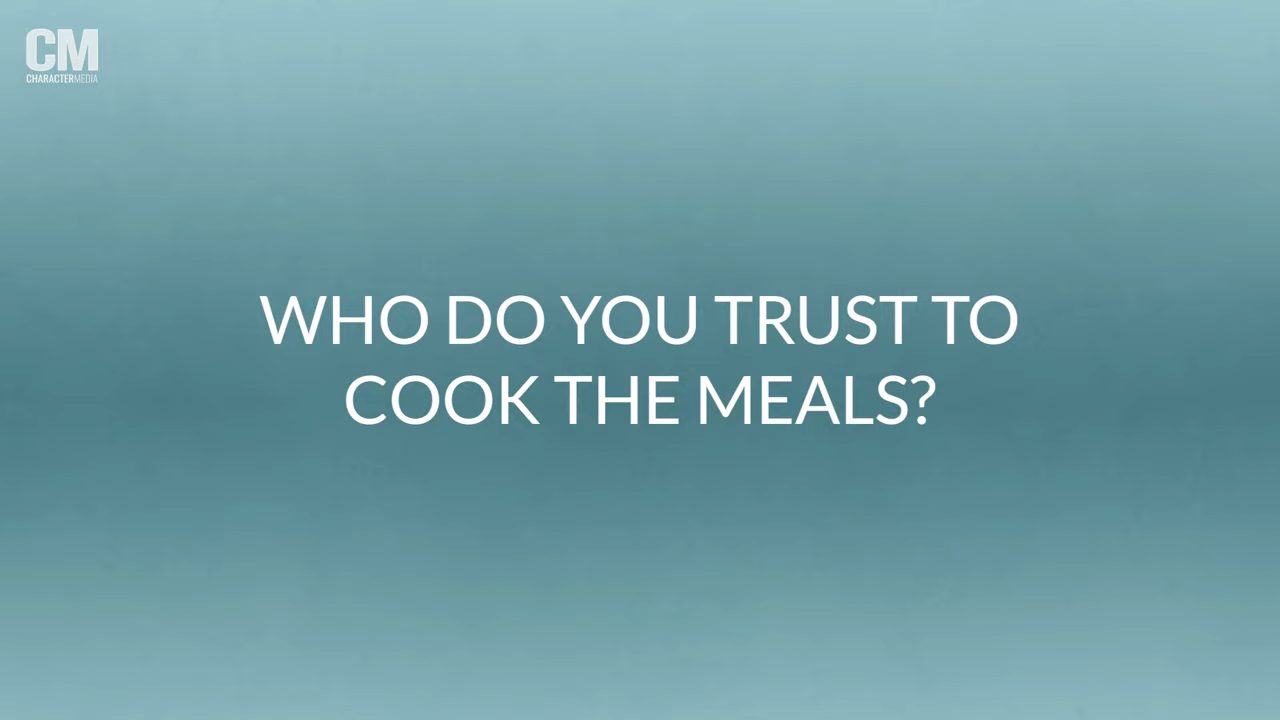 CM
CHARACTERMEDIA
WHO DO YOU TRUST TO
COOK THE MEALS?